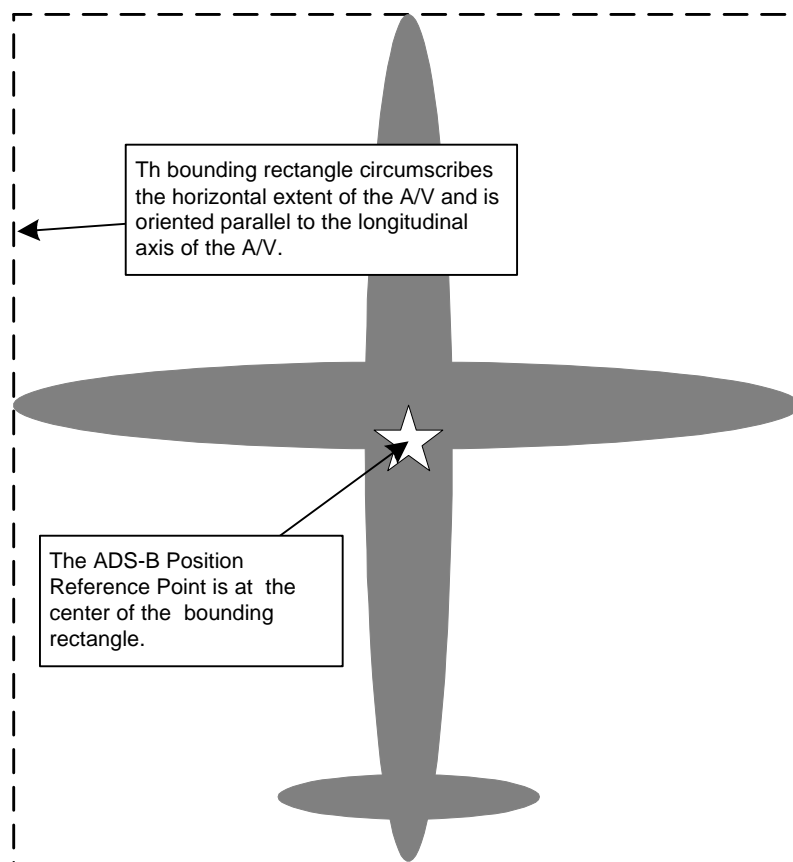 Th bounding rectangle circumscribes
the horizontal extent of the A/V and is
oriented parallel to the longitudinal
axis of the A/V.
The ADS-B Position
Reference Point is at the
center of the bounding
rectangle.